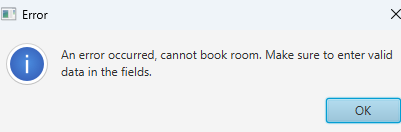 Error
An error occurred, cannot book room. Make sure to enter valid
data in the fields.
OK